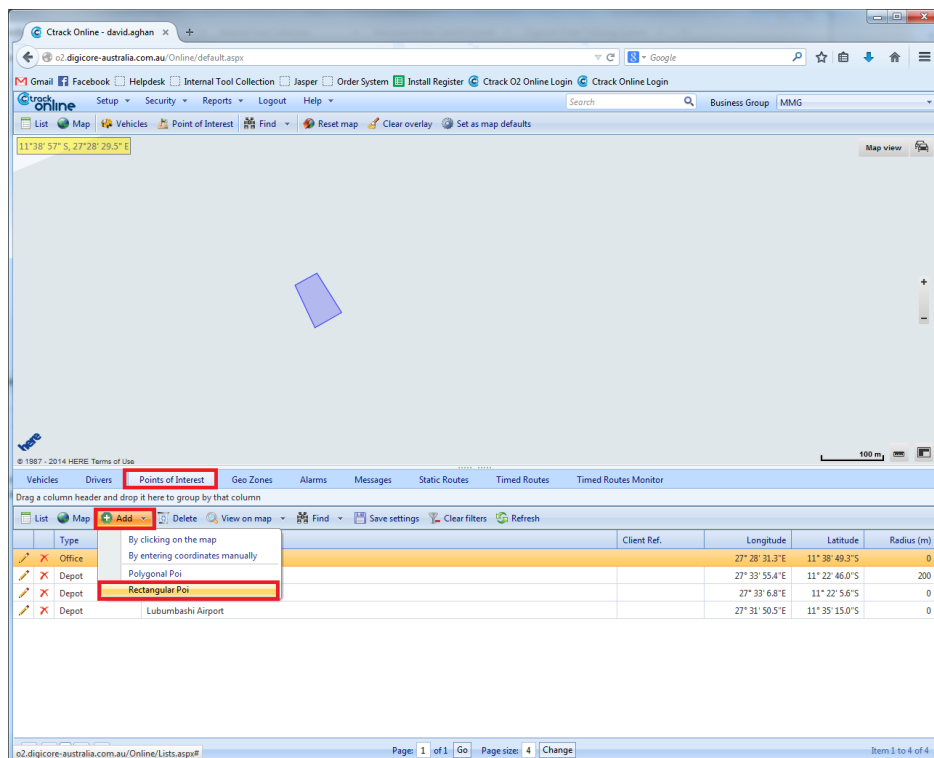 Ctrack Online - david.aghan × +
o2.digicore-australia.com.au/Online/default.aspx 8 Google
Gmail Facebook Helpdesk Internal Tool Collection Jasper Order System Install Register Ctrack O2 Online Login Ctrack Online Login
Ctrack online Setup Security Reports Logout Help Search Business Group MMG
List Map Vehicles Point of Interest Find Reset map Clear overlay Set as map defaults
11°38' 57" S, 27°28' 29.5" E Map view
+
−
here
© 1987 - 2014 HERE Terms of Use 100 m
Vehicles Drivers Points of Interest Geo Zones Alarms Messages Static Routes Timed Routes Timed Routes Monitor
Drag a column header and drop it here to group by that column
List Map Add Delete View on map Find Save settings Clear filters Refresh
Type Client Ref. Longitude Latitude Radius (m)
By clicking on the map
By entering coordinates manually
Polygonal Poi
Rectangular Poi
Office 27° 28' 31.3"E 11° 38' 49.3"S 0
Depot 27° 33' 55.4"E 11° 22' 46.0"S 200
Depot 27° 33' 6.8"E 11° 22' 5.6"S 0
Depot Lubumbashi Airport 27° 31' 50.5"E 11° 35' 15.0"S 0
o2.digicore-australia.com.au/Online/Lists.aspx# Page: 1 of 1 Go Page size: 4 Change Item 1 to 4 of 4